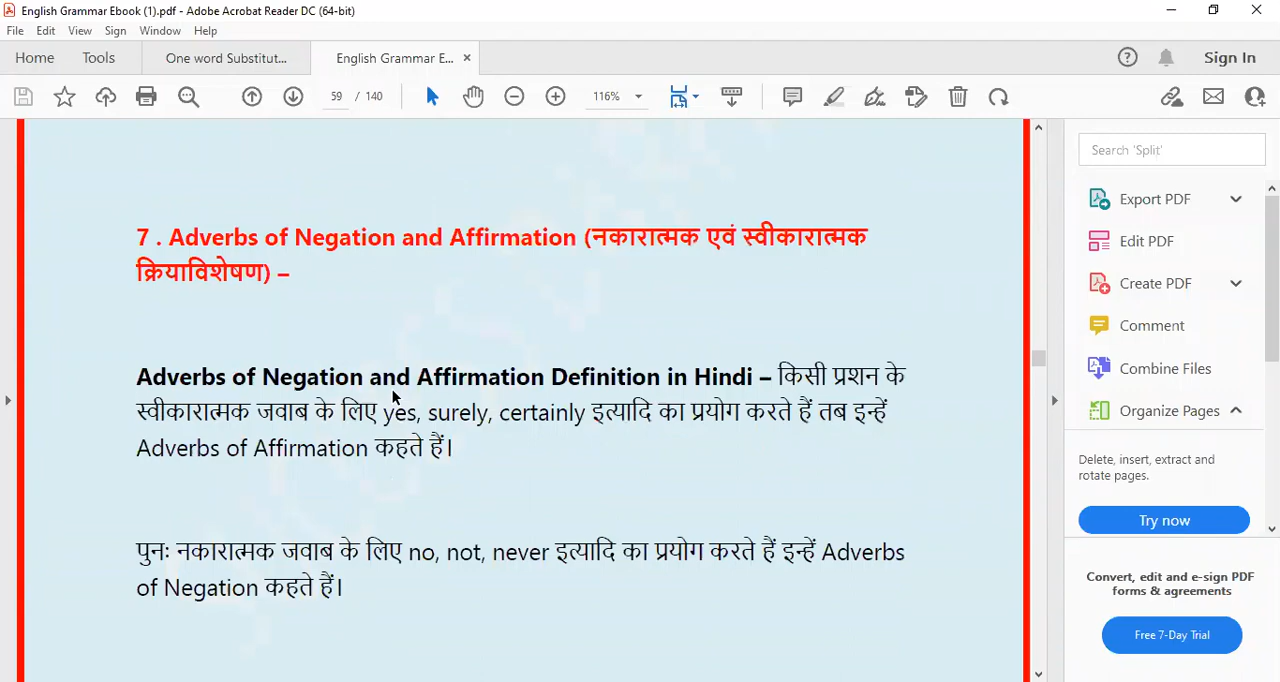 English Grammar Ebook (1).pdf - Adobe Acrobat Reader DC (64-bit)
File Edit View Sign Window Help
Home Tools One word Substitut... English Grammar E... × Sign In
59 / 140 116%
7 . Adverbs of Negation and Affirmation (नकारात्मक एवं स्वीकारात्मक
क्रियाविशेषण) –
Adverbs of Negation and Affirmation Definition in Hindi – किसी प्रशन के
स्वीकारात्मक जवाब के लिए yes, surely, certainly इत्यादि का प्रयोग करते हैं तब इन्हें
Adverbs of Affirmation कहते हैं।
पुनः नकारात्मक जवाब के लिए no, not, never इत्यादि का प्रयोग करते हैं इन्हें Adverbs
of Negation कहते हैं।
Search 'Split'
Export PDF
Edit PDF
Create PDF
Comment
Combine Files
Organize Pages
Delete, insert, extract and
rotate pages.
Try now
Convert, edit and e-sign PDF
forms & agreements
Free 7-Day Trial